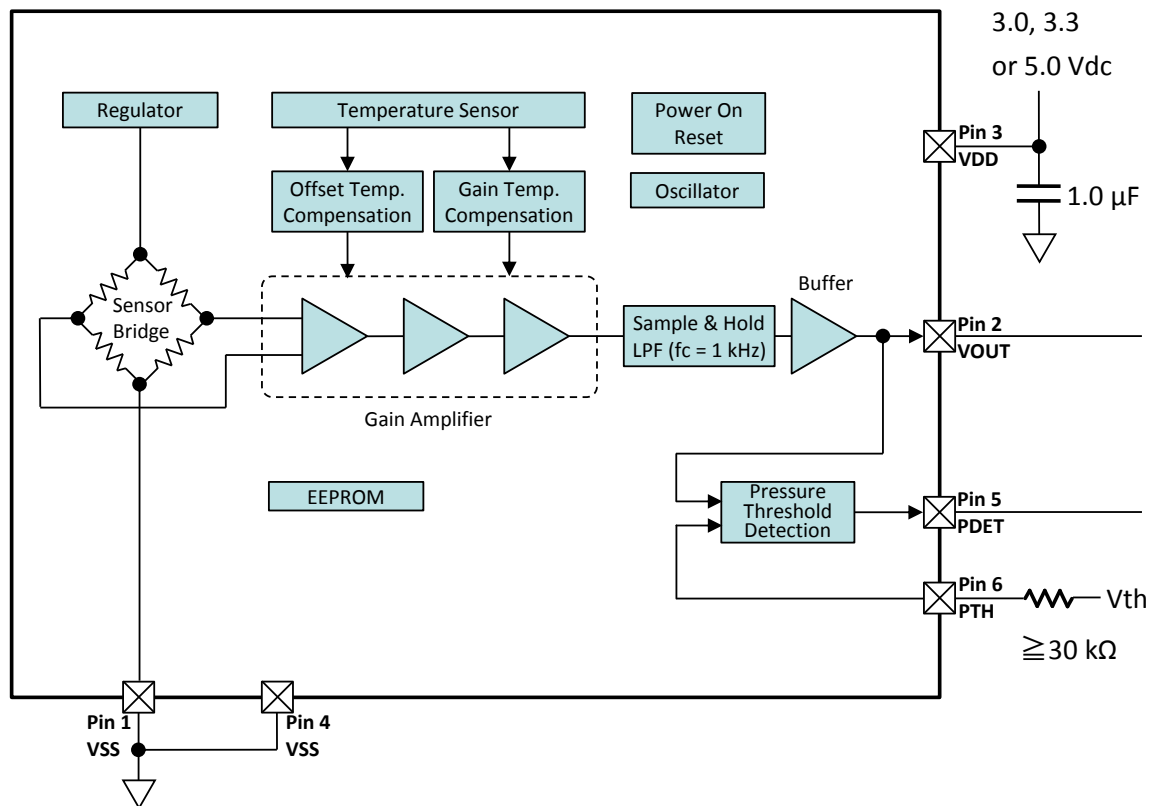 3.0, 3.3
or 5.0 Vdc
Regulator
Temperature Sensor
Power On
Reset
Pin 3
VDD
Offset Temp.
Compensation
Gain Temp.
Compensation
Oscillator
1.0 µF
Sensor
Bridge
Buffer
Sample & Hold
LPF (fc = 1 kHz)
Pin 2
VOUT
Gain Amplifier
EEPROM
Pressure
Threshold
Detection
Pin 5
PDET
Pin 6
PTH
Vth
≧30 kΩ
Pin 1
VSS
Pin 4
VSS